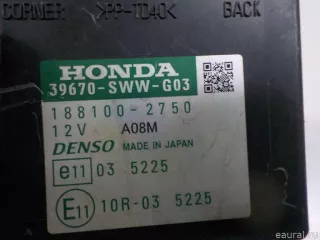 CORNER >PP-TD40< BACK
HONDA
39670-SWW-G03
188100-2750
12V A08M
DENSO MADE IN JAPAN
e11 03 5225
E11 10R-03 5225
euroauto.ru